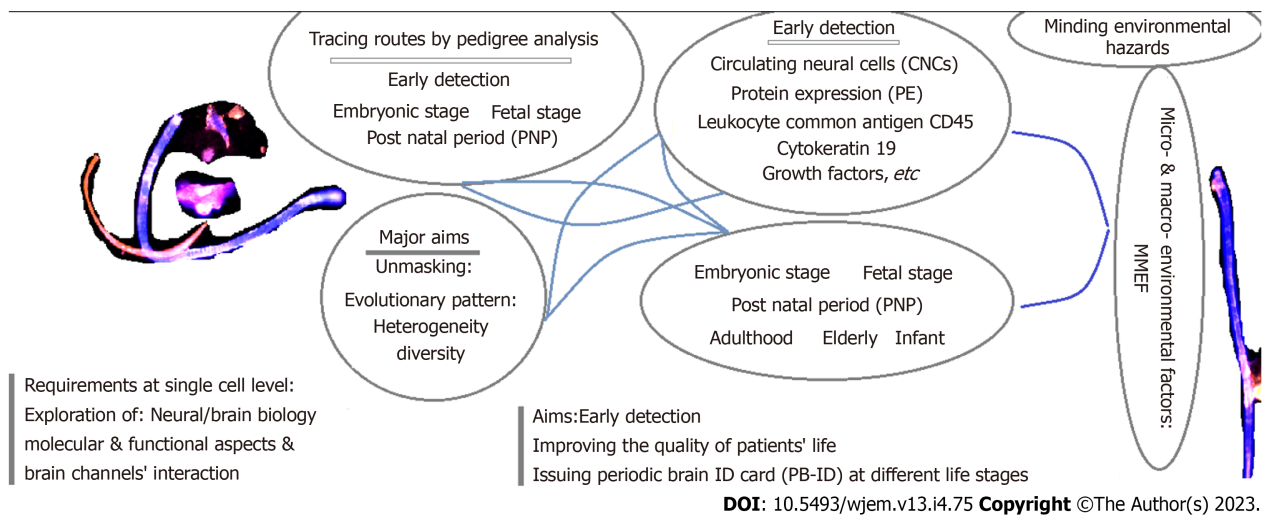 Tracing routes by pedigree analysis
Early detection
Embryonic stage Fetal stage
Post natal period (PNP)
Early detection
Circulating neural cells (CNCs)
Protein expression (PE)
Leukocyte common antigen CD45
Cytokeratin 19
Growth factors, etc
Minding environmental
hazards
Major aims
Unmasking:
Evolutionary pattern:
Heterogeneity
diversity
Embryonic stage Fetal stage
Post natal period (PNP)
Adulthood Elderly Infant
Micro- & macro- environmental factors:
MMEF
Requirements at single cell level:
Exploration of: Neural/brain biology
molecular & functional aspects &
brain channels' interaction
Aims:Early detection
Improving the quality of patients' life
Issuing periodic brain ID card (PB-ID) at different life stages
DOI: 10.5493/wjem.v13.i4.75 Copyright ©The Author(s) 2023.